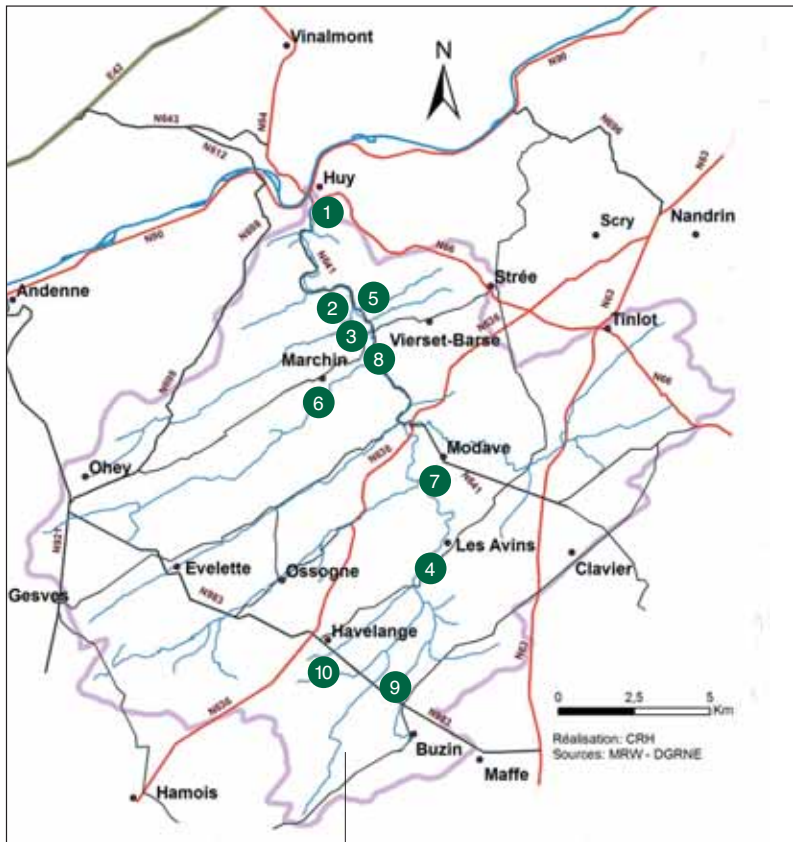 Vinalmont
N
E42
N90
N643
N64
N612
N696
N63
Huy
1
Scry
Nandrin
N90
N698
N641
N66
Andenne
Strée
N63
5
2
Tinlot
3
Vierset-Barse
N636
8
Marchin
N66
6
N698
Modave
Ohey
N636
7
N641
N921
Les Avins
Evelette
Clavier
4
Ossogne
Gesves
N983
Havelange
N63
10
9
0 2,5 5
Km
N636
N983
Réalisation: CRH
Buzin
Sources: MRW - DGRNE
Maffe
Hamois